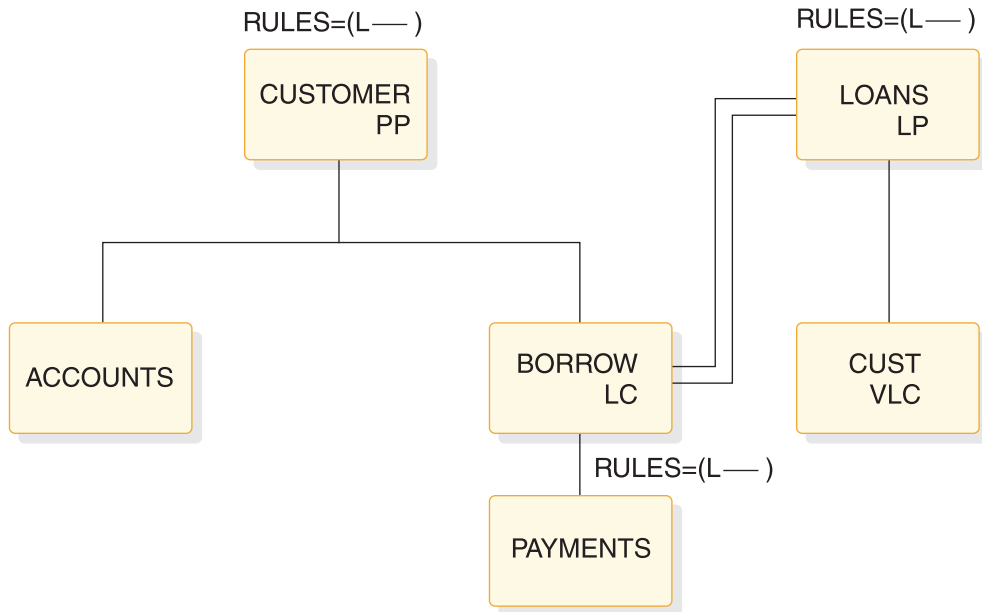 RULES=(L— )
RULES=(L— )
CUSTOMER
PP
LOANS
LP
ACCOUNTS
BORROW
LC
CUST
VLC
RULES=(L— )
PAYMENTS